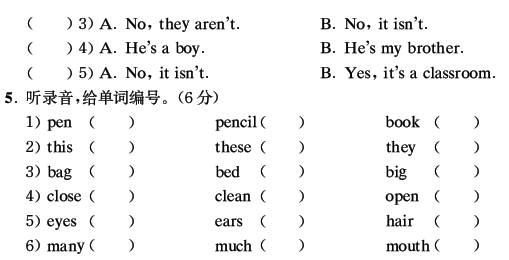 (    ) 3) A. No, they aren't.    B. No, it isn't.
(    ) 4) A. He's a boy.    B. He's my brother.
(    ) 5) A. No, it isn't.    B. Yes, it's a classroom.
5. 听录音,给单词编号。(6 分)
1) pen (    )    pencil (    )    book (    )
2) this (    )    these (    )    they (    )
3) bag (    )    bed (    )    big (    )
4) close (    )    clean (    )    open (    )
5) eyes (    )    ears (    )    hair (    )
6) many (    )    much (    )    mouth (    )